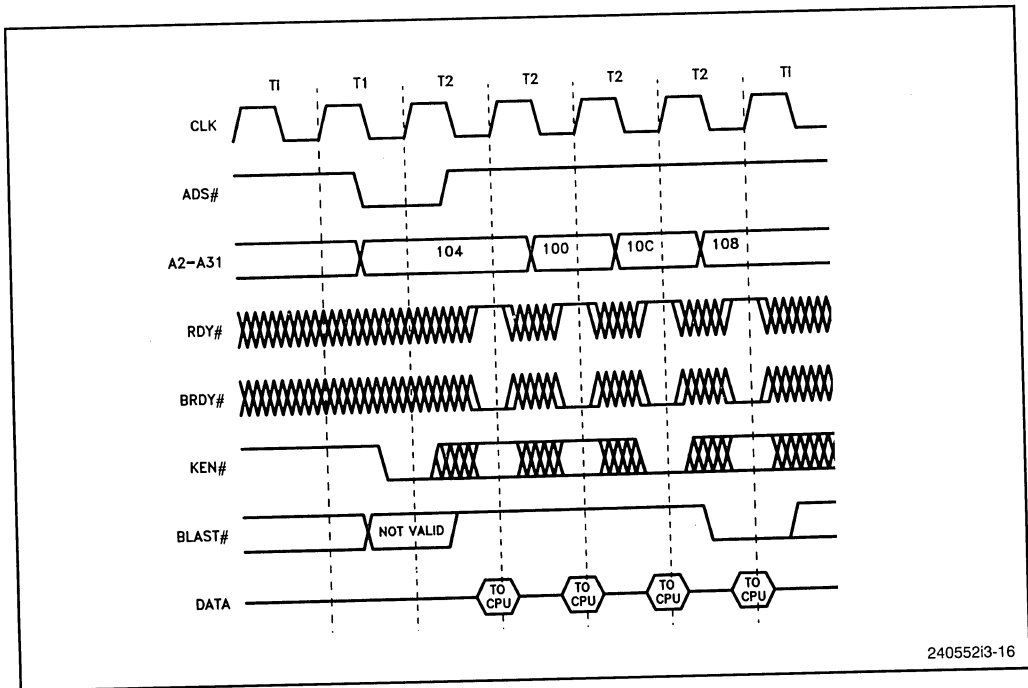 TI T1 T2 T2 T2 T2 TI
CLK
ADS#
A2-A31 104 100 10C 108
RDY#
BRDY#
KEN#
BLAST# NOT VALID
DATA TO CPU TO CPU TO CPU TO CPU
240552i3-16